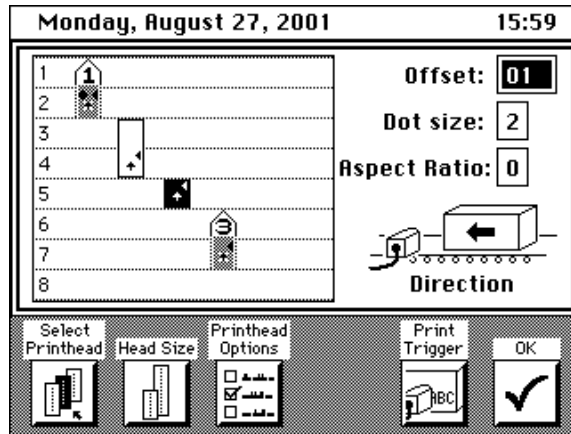 Monday, August 27, 2001 15:59
1 1
2
3
4
5
6 3
7
8
Offset: 01
Dot size: 2
Aspect Ratio: 0
Direction
Select Printhead
Head Size
Printhead Options
Print Trigger
ABC
OK